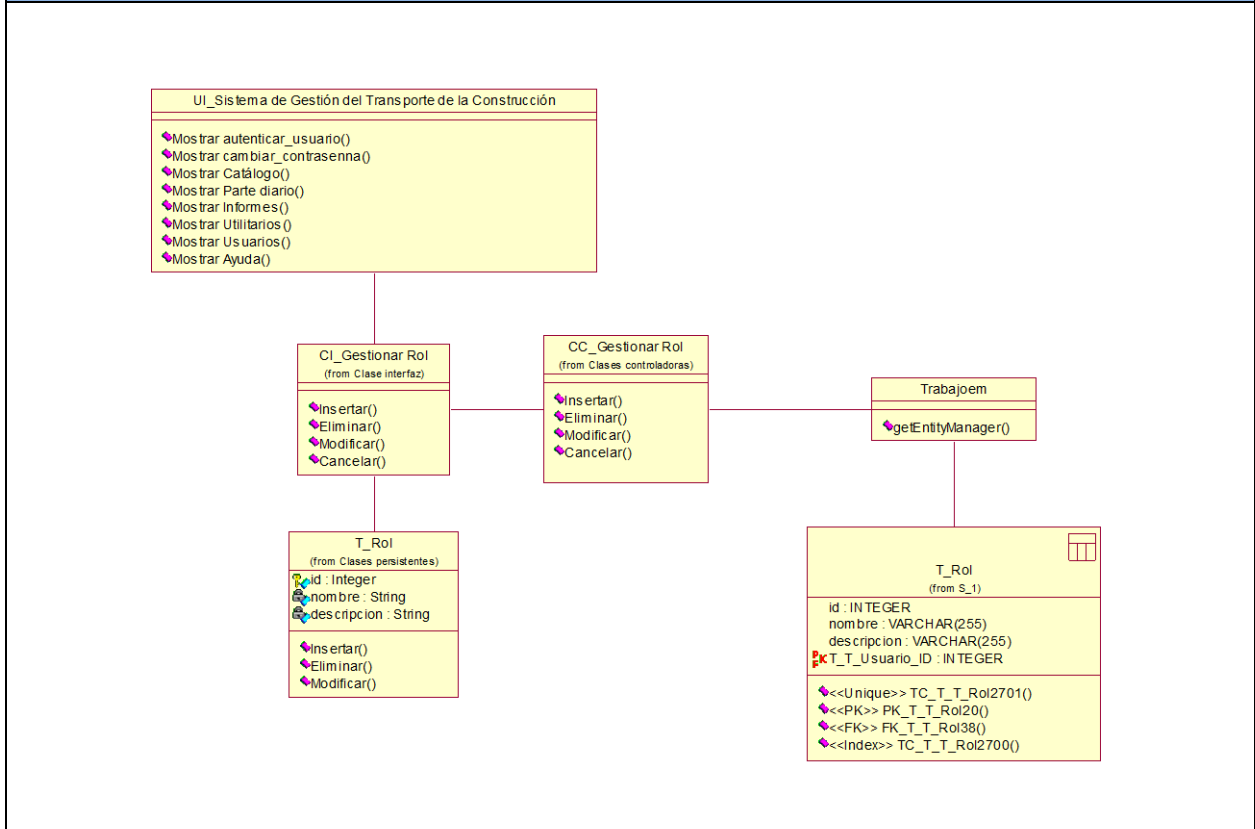 UI_Sistema de Gestión del Transporte de la Construcción
Mostrar autenticar_usuario()
Mostrar cambiar_contrasenna()
Mostrar Catálogo()
Mostrar Parte diario()
Mostrar Informes()
Mostrar Utilitarios()
Mostrar Usuarios()
Mostrar Ayuda()
CI_Gestionar Rol
(from Clase interfaz)
Insertar()
Eliminar()
Modificar()
Cancelar()
CC_Gestionar Rol
(from Clases controladoras)
Insertar()
Eliminar()
Modificar()
Cancelar()
Trabajoem
getEntityManager()
T_Rol
(from Clases persistentes)
id : Integer
nombre : String
descripcion : String
Insertar()
Eliminar()
Modificar()
T_Rol
(from S_1)
id : INTEGER
nombre : VARCHAR(255)
descripcion : VARCHAR(255)
PFK T_T_Usuario_ID : INTEGER
<<Unique>> TC_T_T_Rol2701()
<<PK>> PK_T_T_Rol20()
<<FK>> FK_T_T_Rol38()
<<Index>> TC_T_T_Rol2700()